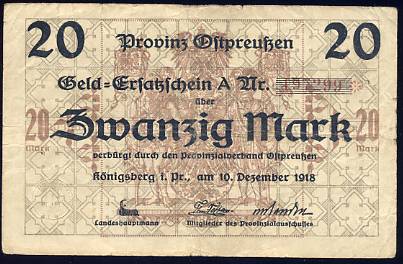 20 Provinz Ostpreußen 20
Geld=Ersatzschein A Nr.
über
20 Zwanzig Mark 20
Mark Mark
verbürgt durch den Provinzialverband Ostpreußen
Königsberg i. Pr., am 10. Dezember 1918
Landeshauptmann Mitglieder des Provinzialausschusses